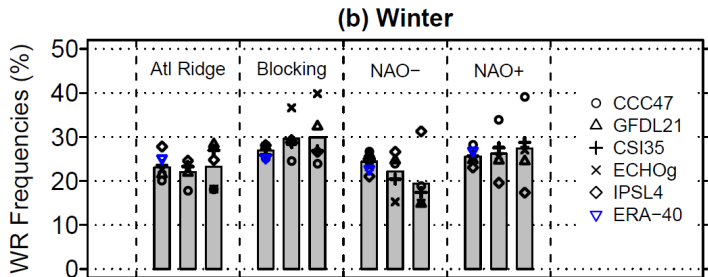 (b) Winter
WR Frequencies (%)
50
40
30
20
10
0
Atl Ridge
Blocking
NAO−
NAO+
CCC47
GFDL21
CSI35
ECHOg
IPSL4
ERA−40